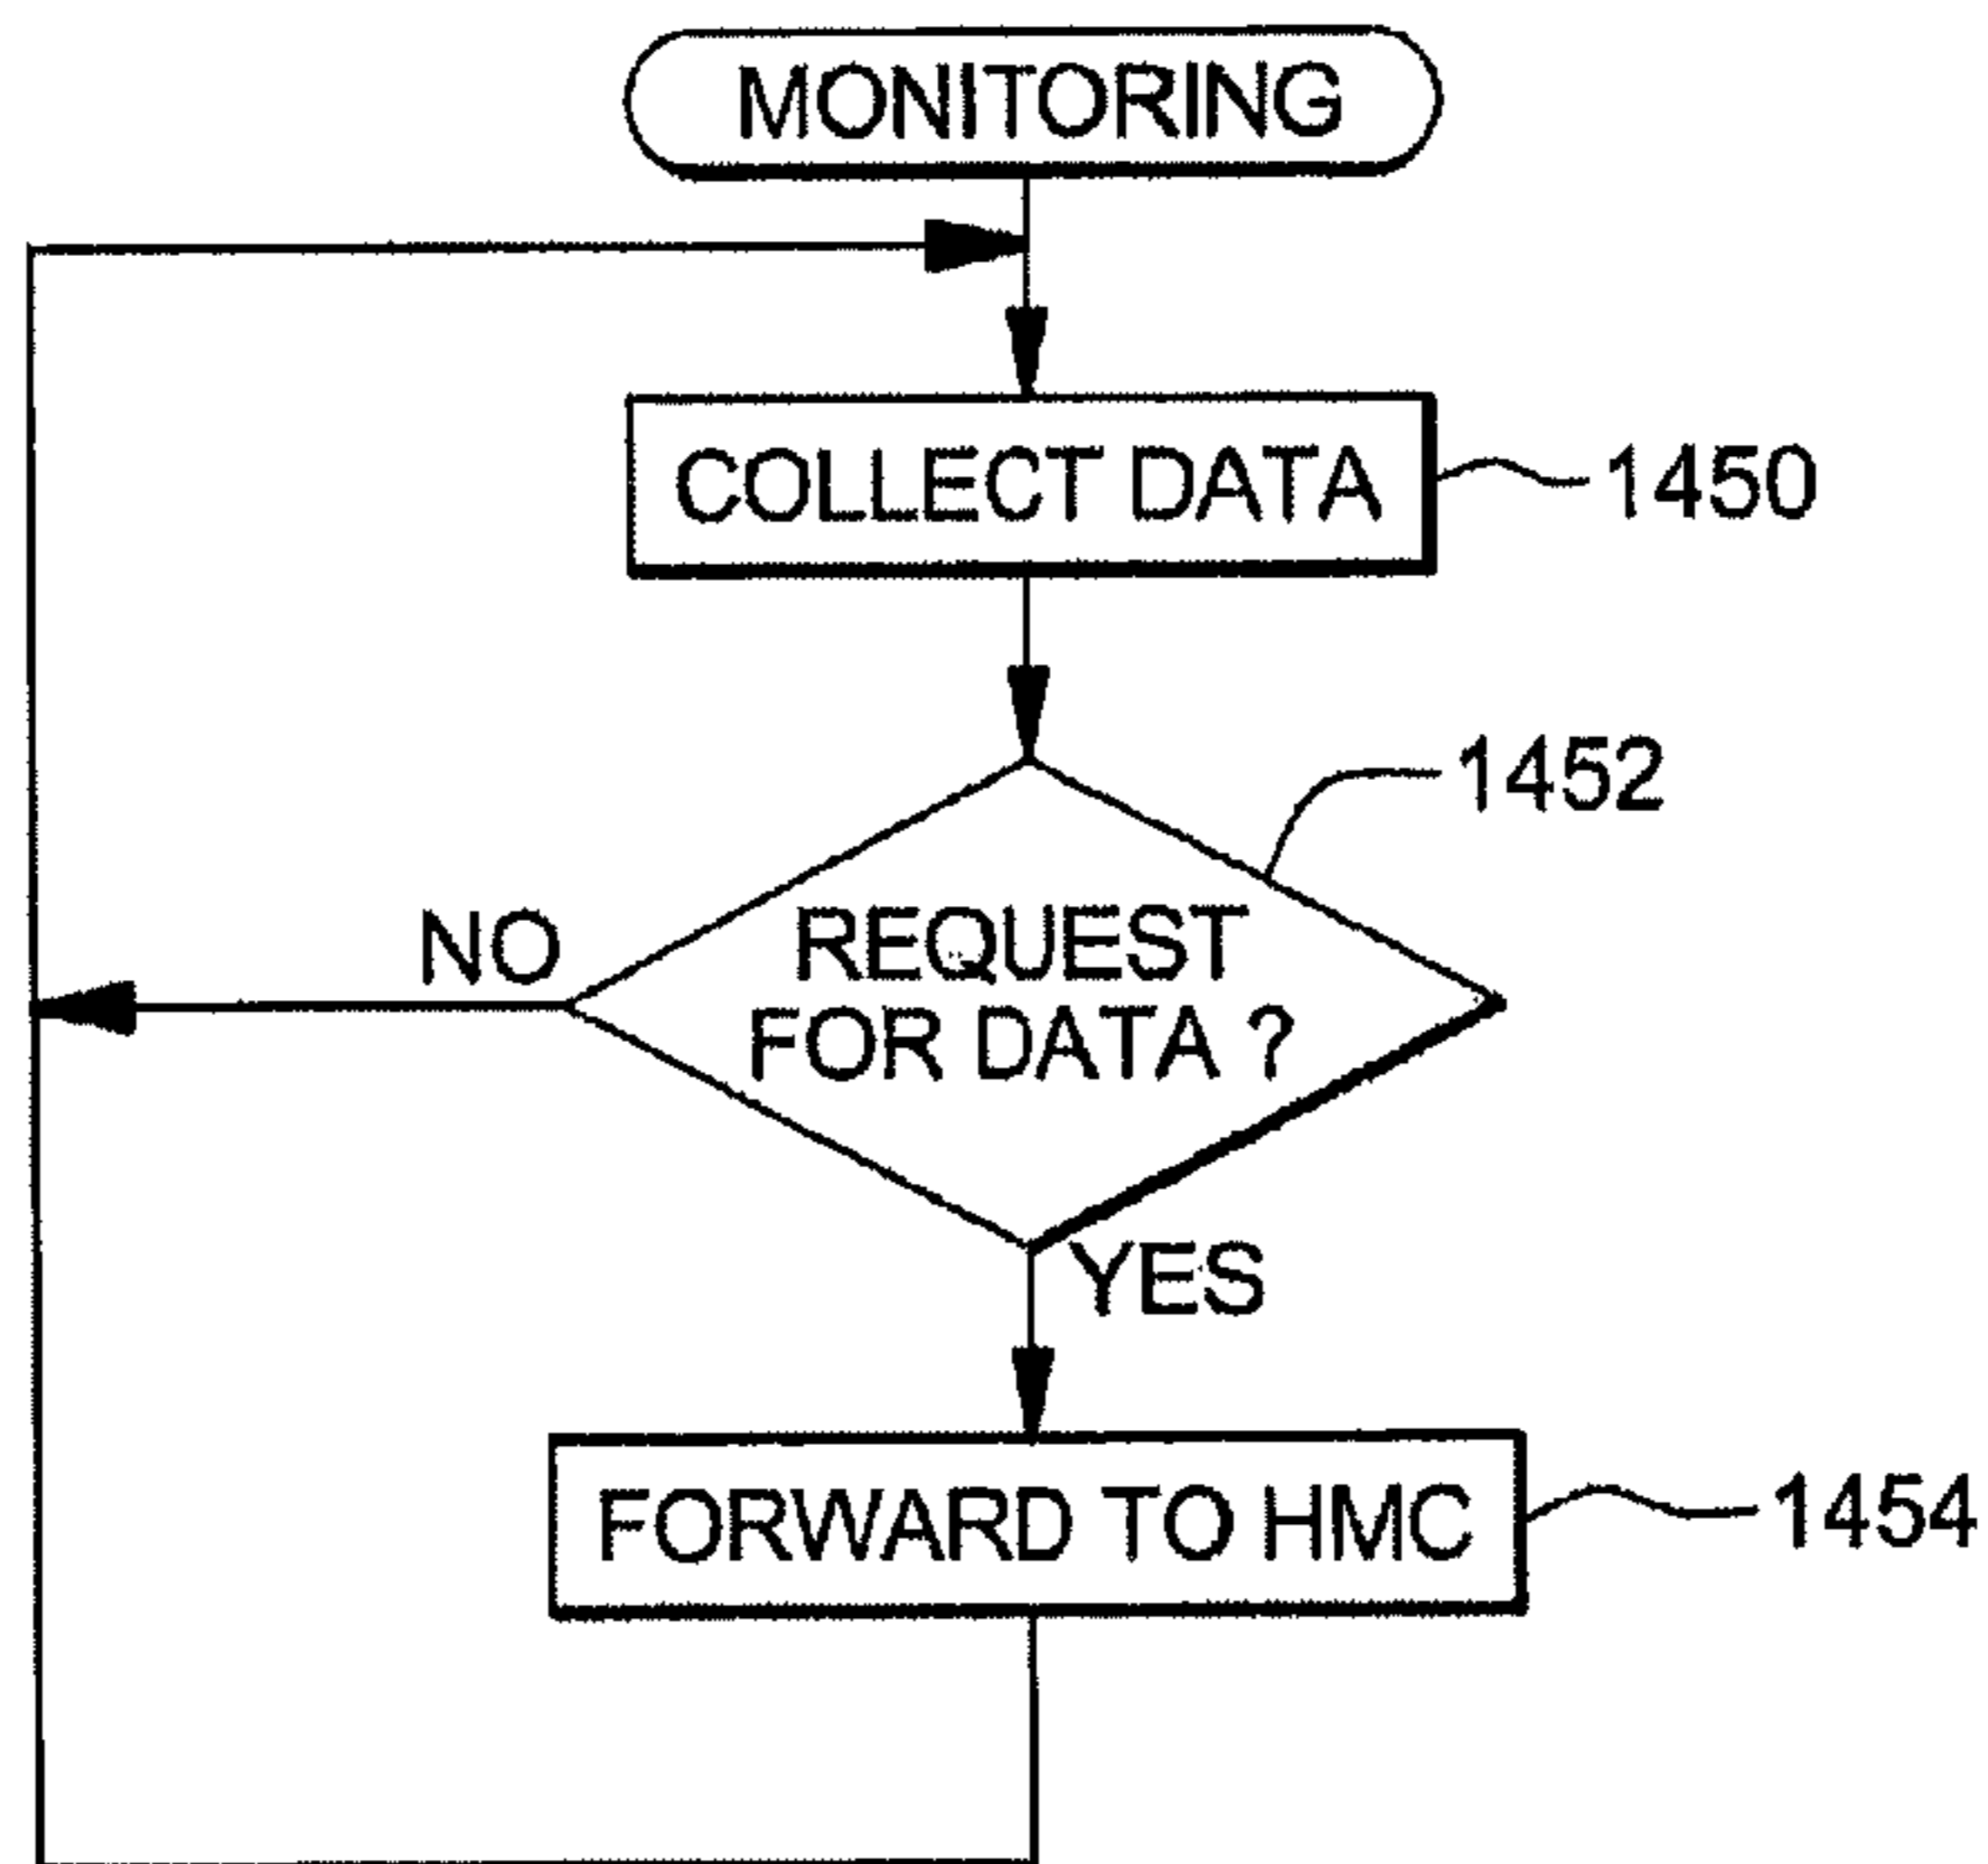 MONITORING
COLLECT DATA
1450
1452
NO
REQUEST
FOR DATA ?
YES
FORWARD TO HMC
1454